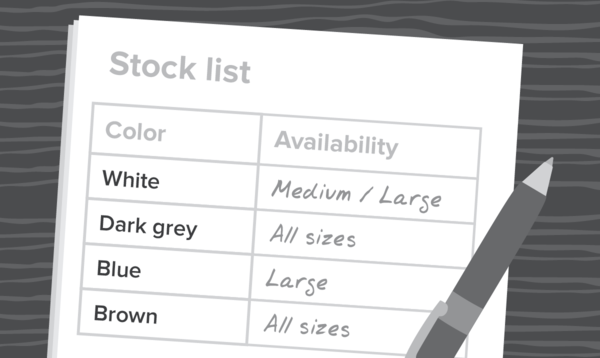 Stock list
Color Availability
White Medium / Large
Dark grey All sizes
Blue Large
Brown All sizes